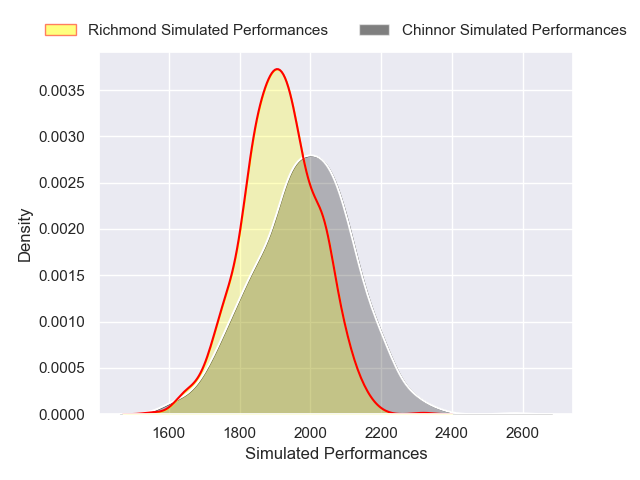 Richmond Simulated Performances Chinnor Simulated Performances
0.0035
0.0030
0.0025
0.0020
0.0015
0.0010
0.0005
0.0000
Density
1600 1800 2000 2200 2400 2600
Simulated Performances